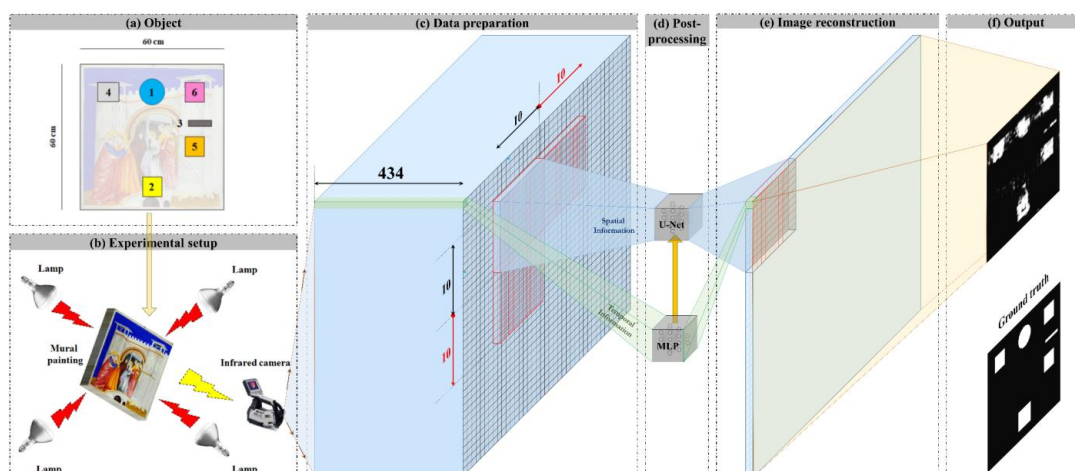 (a) Object
60 cm
60 cm
4
1
6
3
5
2
(b) Experimental setup
Lamp
Lamp
Mural
painting
Infrared camera
Lamp
Lamp
(c) Data preparation
10
10
434
Spatial
Information
10
10
Temporal
Information
(d) Post-
processing
U-Net
MLP
(e) Image reconstruction
(f) Output
Ground truth